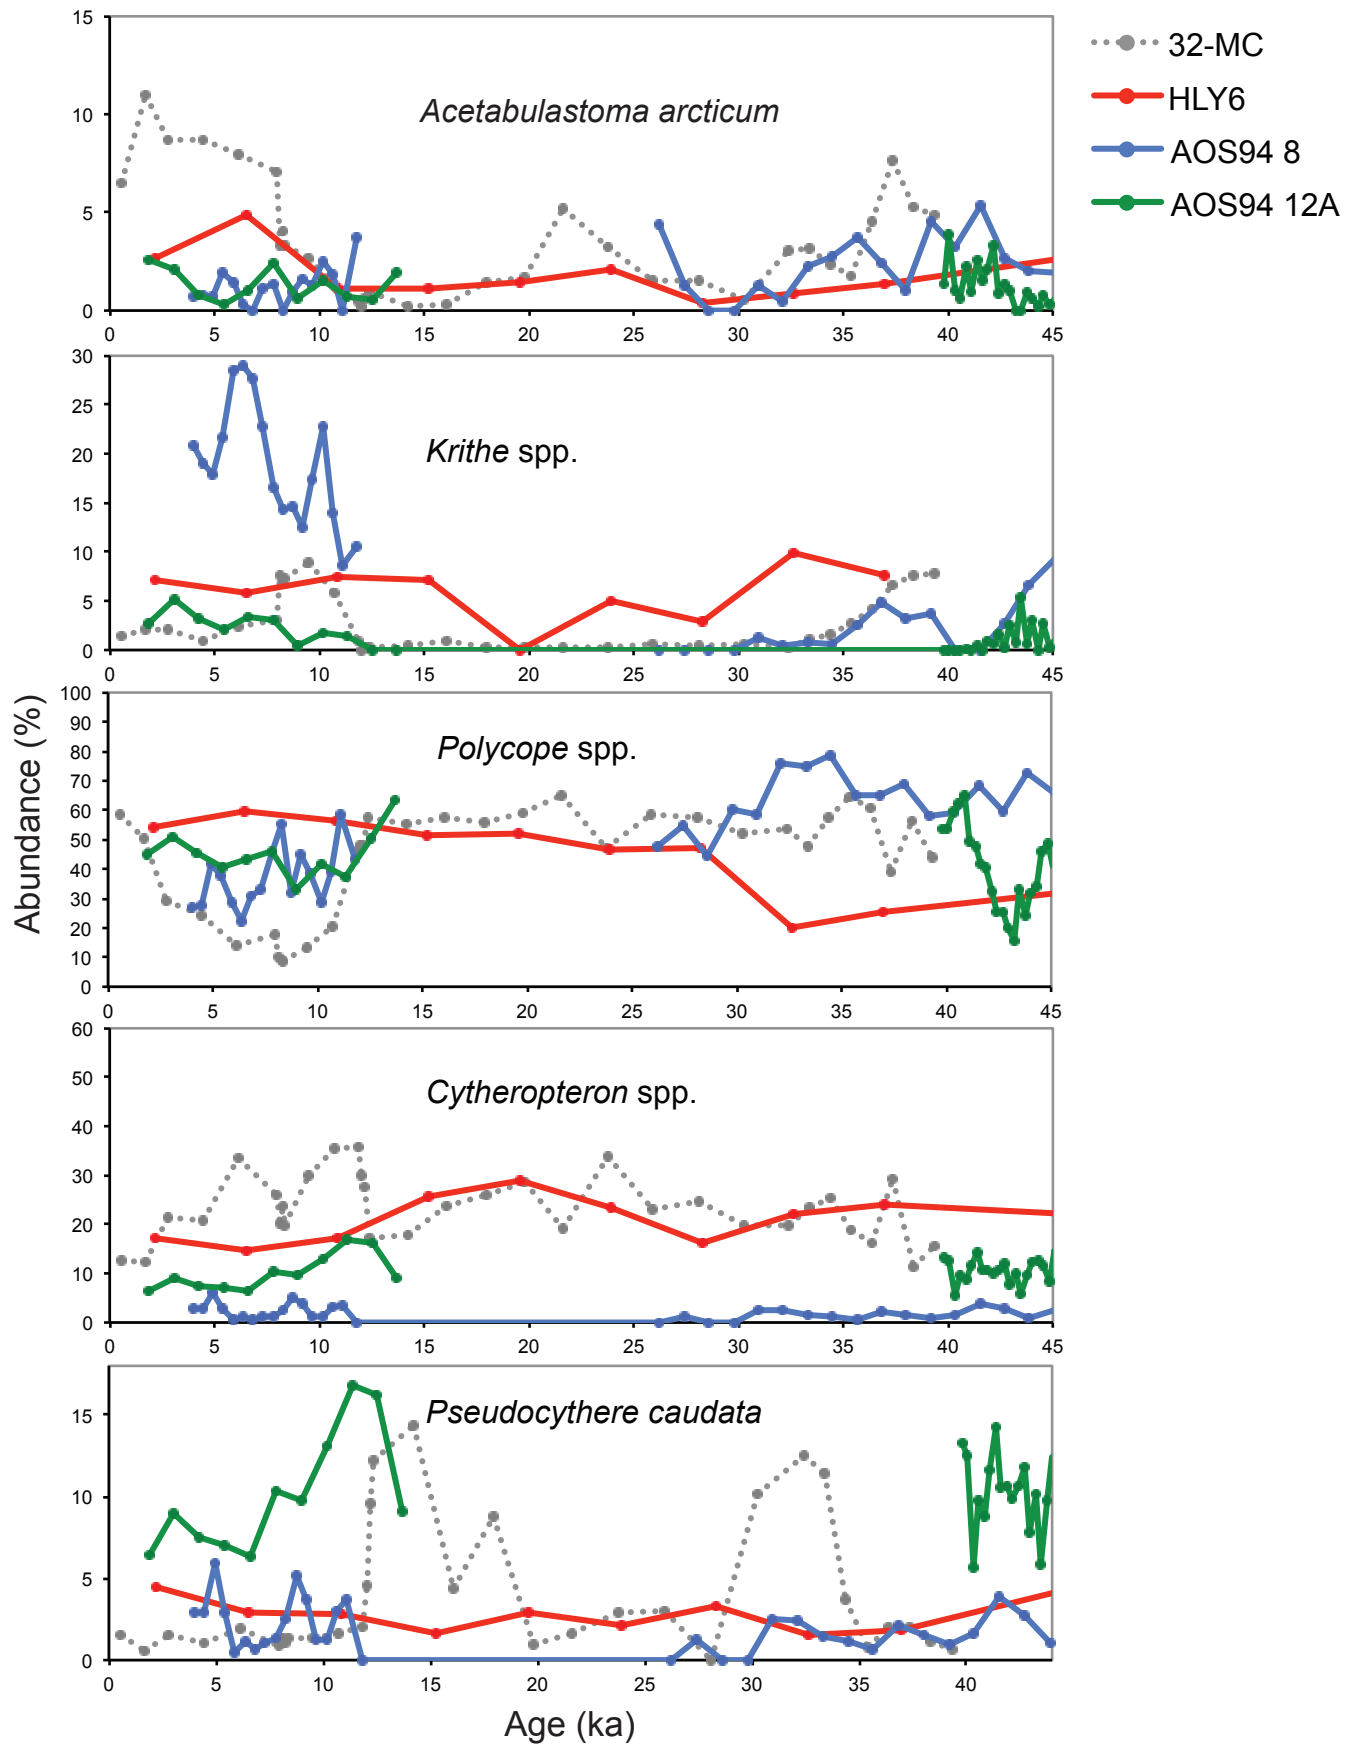 15
10
5
0
0 5 10 15 20 25 30 35 40 45
Acetabulastoma arcticum
32-MC
HLY6
AOS94 8
AOS94 12A
30
25
20
15
10
5
0
0 5 10 15 20 25 30 35 40 45
Krithe spp.
Abundance (%)
100
90
80
70
60
50
40
30
20
10
0
0 5 10 15 20 25 30 35 40 45
Polycope spp.
60
50
40
30
20
10
0
0 5 10 15 20 25 30 35 40 45
Cytheropteron spp.
15
10
5
0
0 5 10 15 20 25 30 35 40
Pseudocythere caudata
Age (ka)